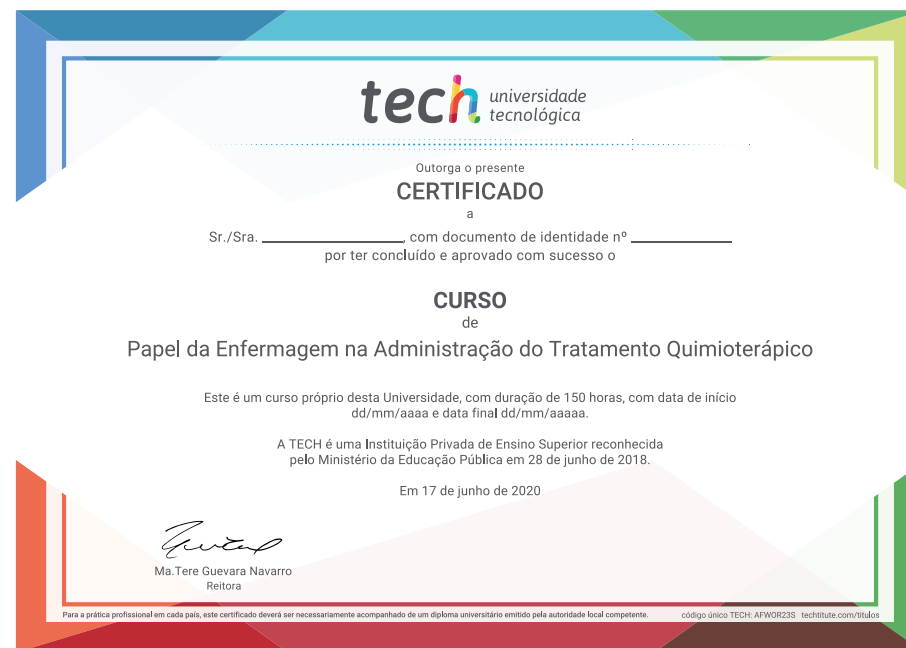 tech universidade
tecnológica
Outorga o presente
CERTIFICADO
a
Sr./Sra. _________________, com documento de identidade nº ____________
por ter concluído e aprovado com sucesso o
CURSO
de
Papel da Enfermagem na Administração do Tratamento Quimioterápico
Este é um curso próprio desta Universidade, com duração de 150 horas, com data de início
dd/mm/aaaa e data final dd/mm/aaaaa.
A TECH é uma Instituição Privada de Ensino Superior reconhecida
pelo Ministério da Educação Pública em 28 de junho de 2018.
Em 17 de junho de 2020
Ma.Tere Guevara Navarro
Reitora
Para a prática profissional em cada país, este certificado deverá ser necessariamente acompanhado de um diploma universitário emitido pela autoridade local competente. código único TECH: AFWOR23S techtitute.com/titulos